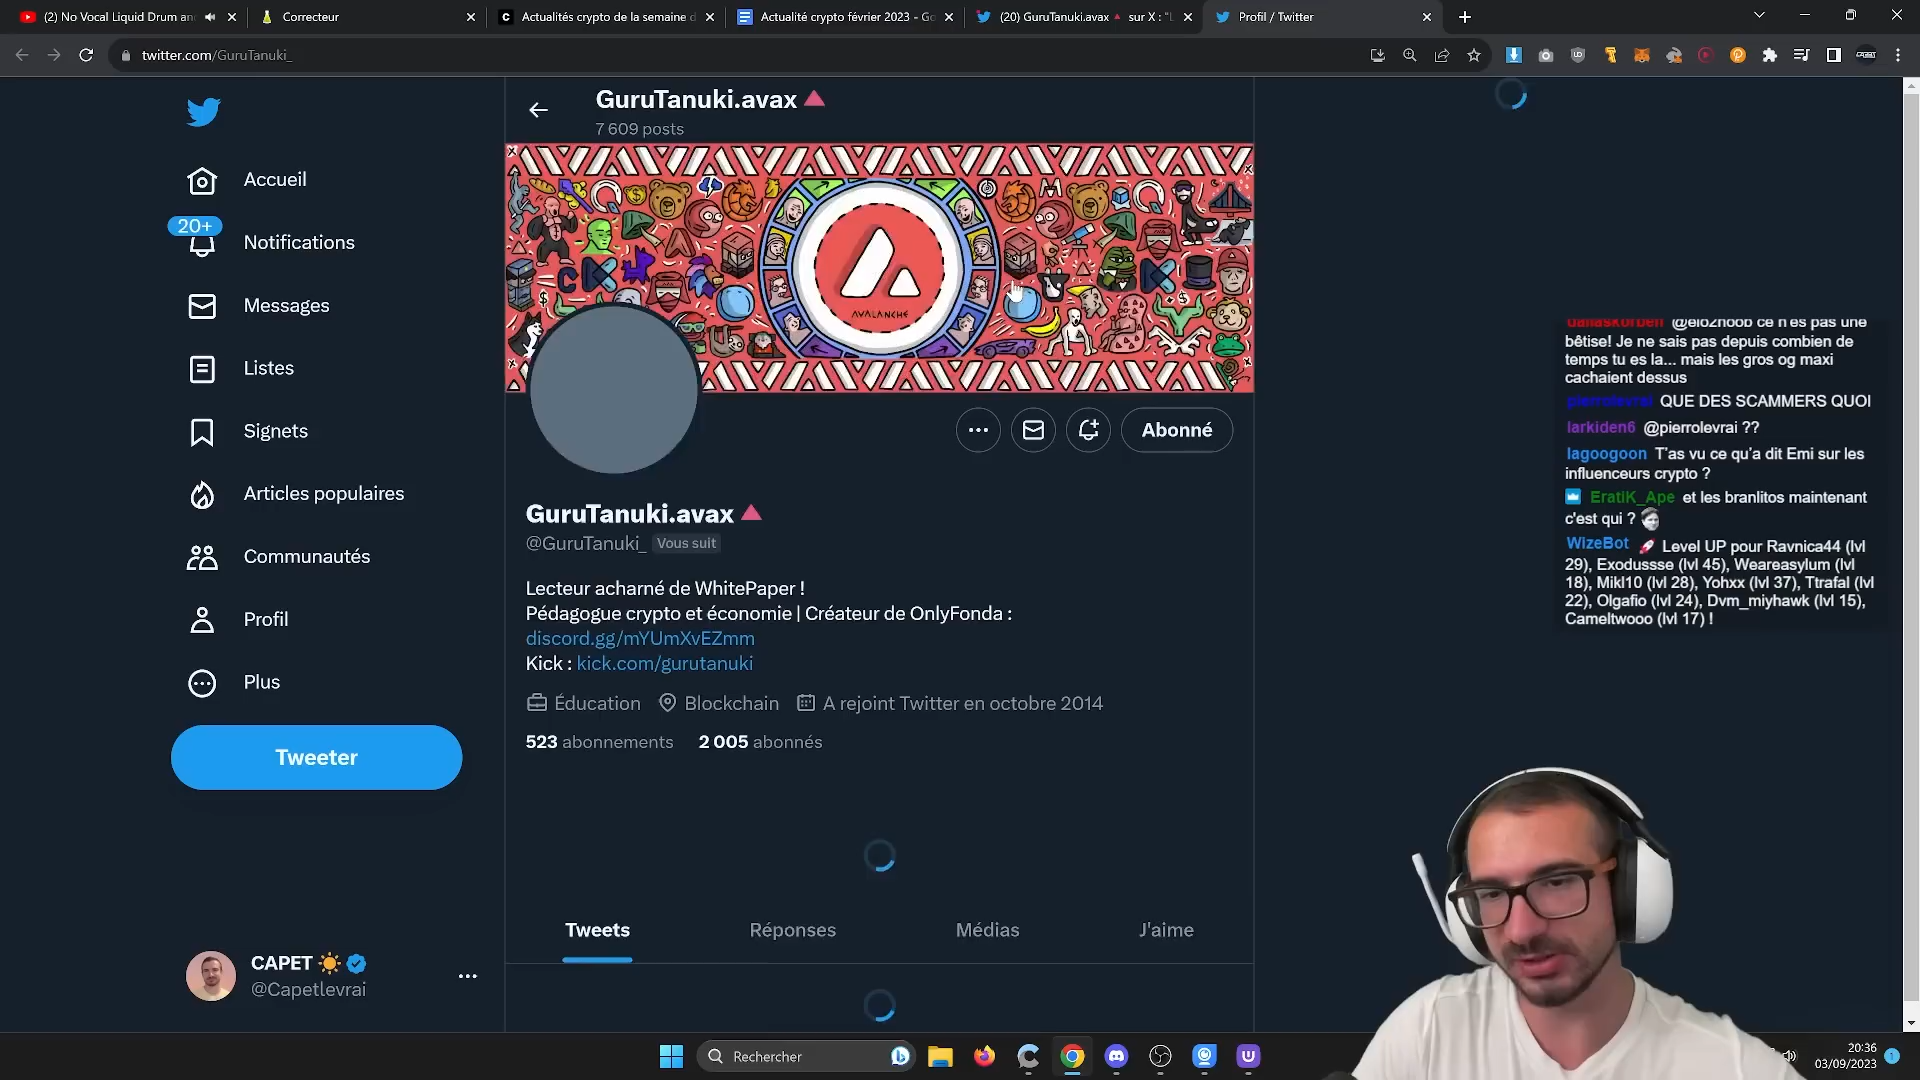 (2) No Vocal Liquid Drum an
Correcteur
Actualités crypto de la semaine d
Actualité crypto février 2023 - Go
(20) GuruTanuki.avax🔺 sur X : "L
Profil / Twitter
twitter.com/GuruTanuki_
GuruTanuki.avax🔺
7 609 posts
Accueil
20+
Notifications
Messages
Listes
Signets
Articles populaires
Communautés
Profil
Plus
Tweeter
CAPET ☀️
@Capetlevrai
AVALANCHE
Abonné
GuruTanuki.avax🔺
@GuruTanuki_ Vous suit
Lecteur acharné de WhitePaper !
Pédagogue crypto et économie | Créateur de OnlyFonda :
discord.gg/mYUmXvEZmm
Kick : kick.com/gurutanuki
Éducation Blockchain A rejoint Twitter en octobre 2014
523 abonnements 2 005 abonnés
Tweets Réponses Médias J'aime
dallaskorben @elo2noob ce n'es pas une
bêtise! Je ne sais pas depuis combien de
temps tu es la... mais les gros og maxi
cachaient dessus
pierrolevrai QUE DES SCAMMERS QUOI
larkiden6 @pierrolevrai ??
lagoogoon T'as vu ce qu'a dit Emi sur les
influenceurs crypto ?
EratiK_Ape et les branlitos maintenant
c'est qui ?
WizeBot 🚀 Level UP pour Ravnica44 (lvl
29), Exodussse (lvl 45), Weareasylum (lvl
18), Mikl10 (lvl 28), Yohxx (lvl 37), Ttrafal (lvl
22), Olgafio (lvl 24), Dvm_miyhawk (lvl 15),
Cameltwooo (lvl 17) !
Rechercher
20:36
03/09/2023